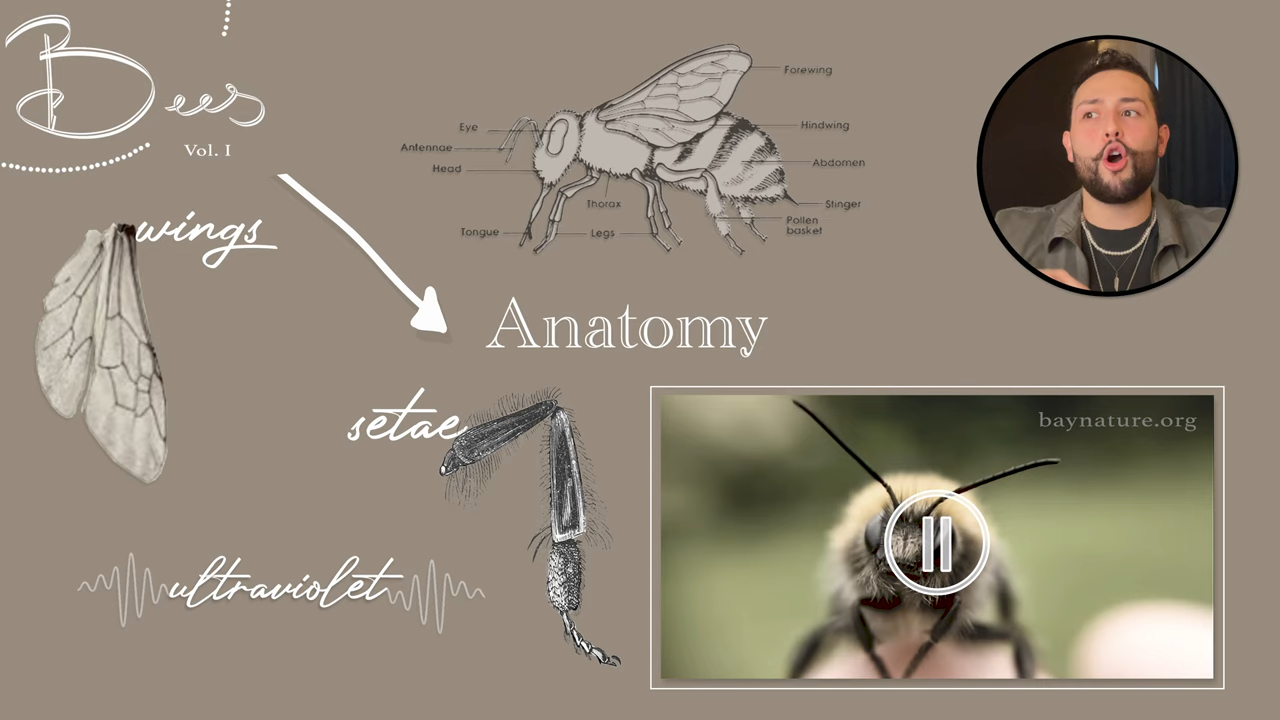 Bees
Vol. I
wings
Forewing
Hindwing
Abdomen
Stinger
Pollen
basket
Eye
Antennae
Head
Thorax
Tongue
Legs
Anatomy
setae
ultraviolet
baynature.org